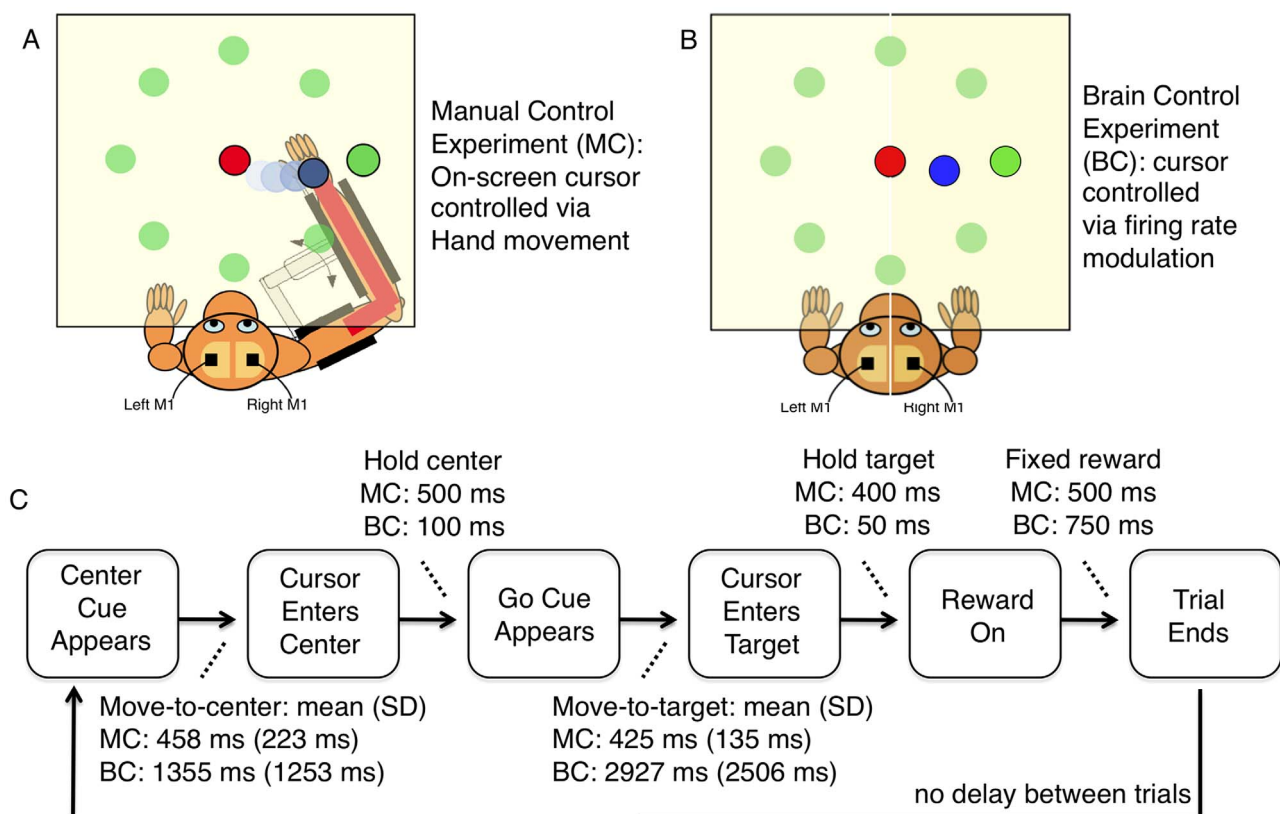 A
Manual Control
Experiment (MC):
On-screen cursor
controlled via
Hand movement
Left M1
Right M1
B
Brain Control
Experiment
(BC): cursor
controlled
via firing rate
modulation
Left M1
Right M1
C
Hold center
MC: 500 ms
BC: 100 ms
Hold target
MC: 400 ms
BC: 50 ms
Fixed reward
MC: 500 ms
BC: 750 ms
Center
Cue
Appears
Cursor
Enters
Center
Go Cue
Appears
Cursor
Enters
Target
Reward
On
Trial
Ends
Move-to-center: mean (SD)
MC: 458 ms (223 ms)
BC: 1355 ms (1253 ms)
Move-to-target: mean (SD)
MC: 425 ms (135 ms)
BC: 2927 ms (2506 ms)
no delay between trials